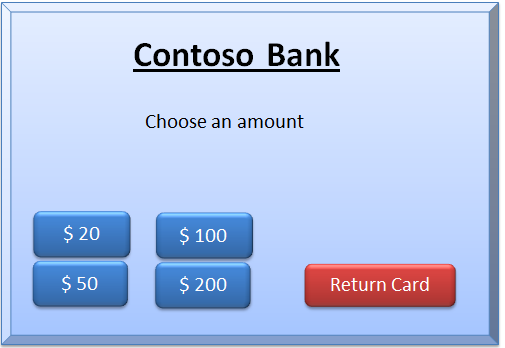 Contoso Bank
Choose an amount
$ 20
$ 100
$ 50
$ 200
Return Card